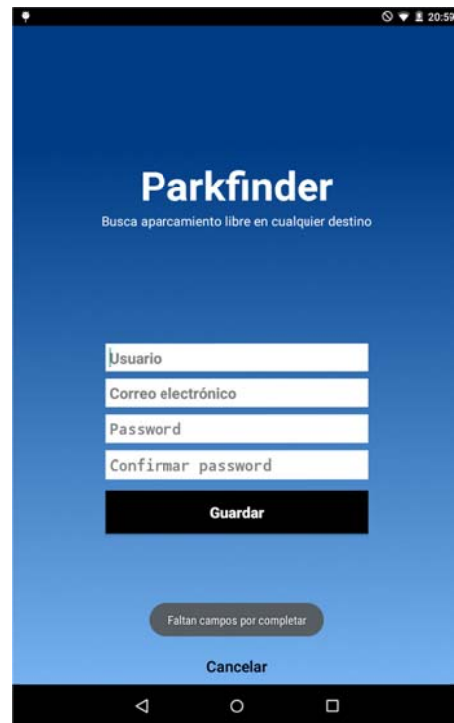 20:59
Parkfinder
Busca aparcamiento libre en cualquier destino
Usuario
Correo electrónico
Password
Confirmar password
Guardar
Faltan campos por completar
Cancelar